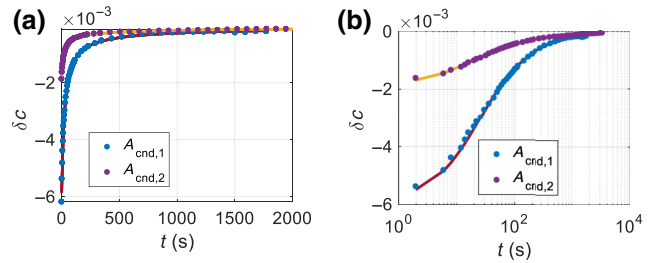 (a)
×10⁻³
−2
−4
−6
δc
A_cnd,1
A_cnd,2
0 500 1000 1500 2000
t (s)
(b)
×10⁻³
0
−2
−4
−6
δc
A_cnd,1
A_cnd,2
10⁰ 10² 10⁴
t (s)